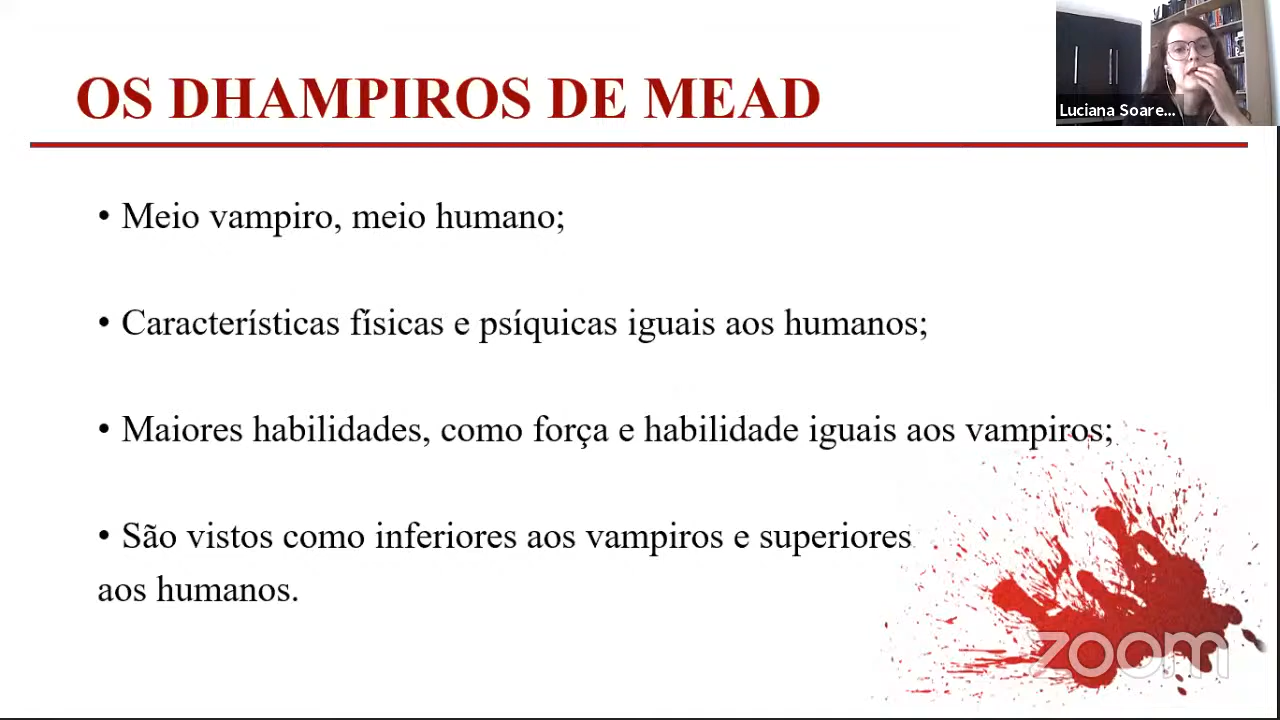 OS DHAMPIROS DE MEAD
Luciana Soare...
• Meio vampiro, meio humano;
• Características físicas e psíquicas iguais aos humanos;
• Maiores habilidades, como força e habilidade iguais aos vampiros;
• São vistos como inferiores aos vampiros e superiores
aos humanos.
zoom